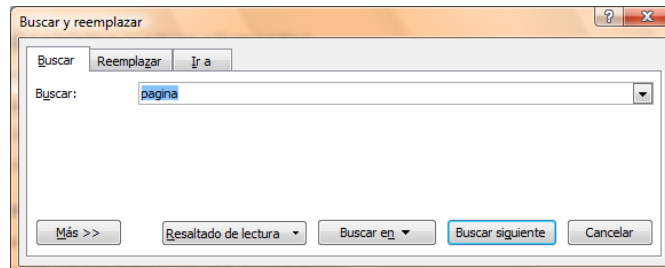 Buscar y reemplazar
Buscar Reemplazar Ir a
Buscar: pagina
Más >> Resaltado de lectura Buscar en Buscar siguiente Cancelar